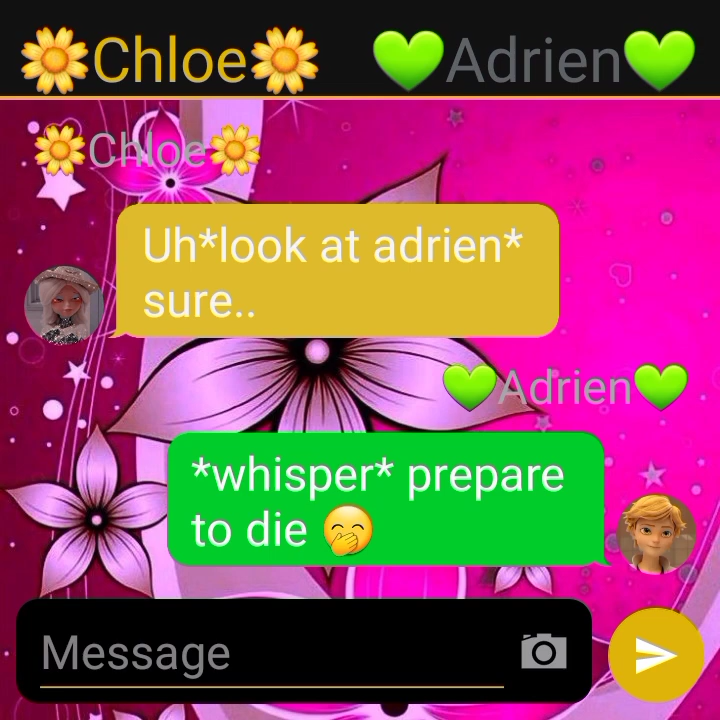 🌼Chloe🌼 💚Adrien💚
🌼Chloe🌼
Uh*look at adrien*
sure..
💚Adrien💚
*whisper* prepare
to die 🤭
Message